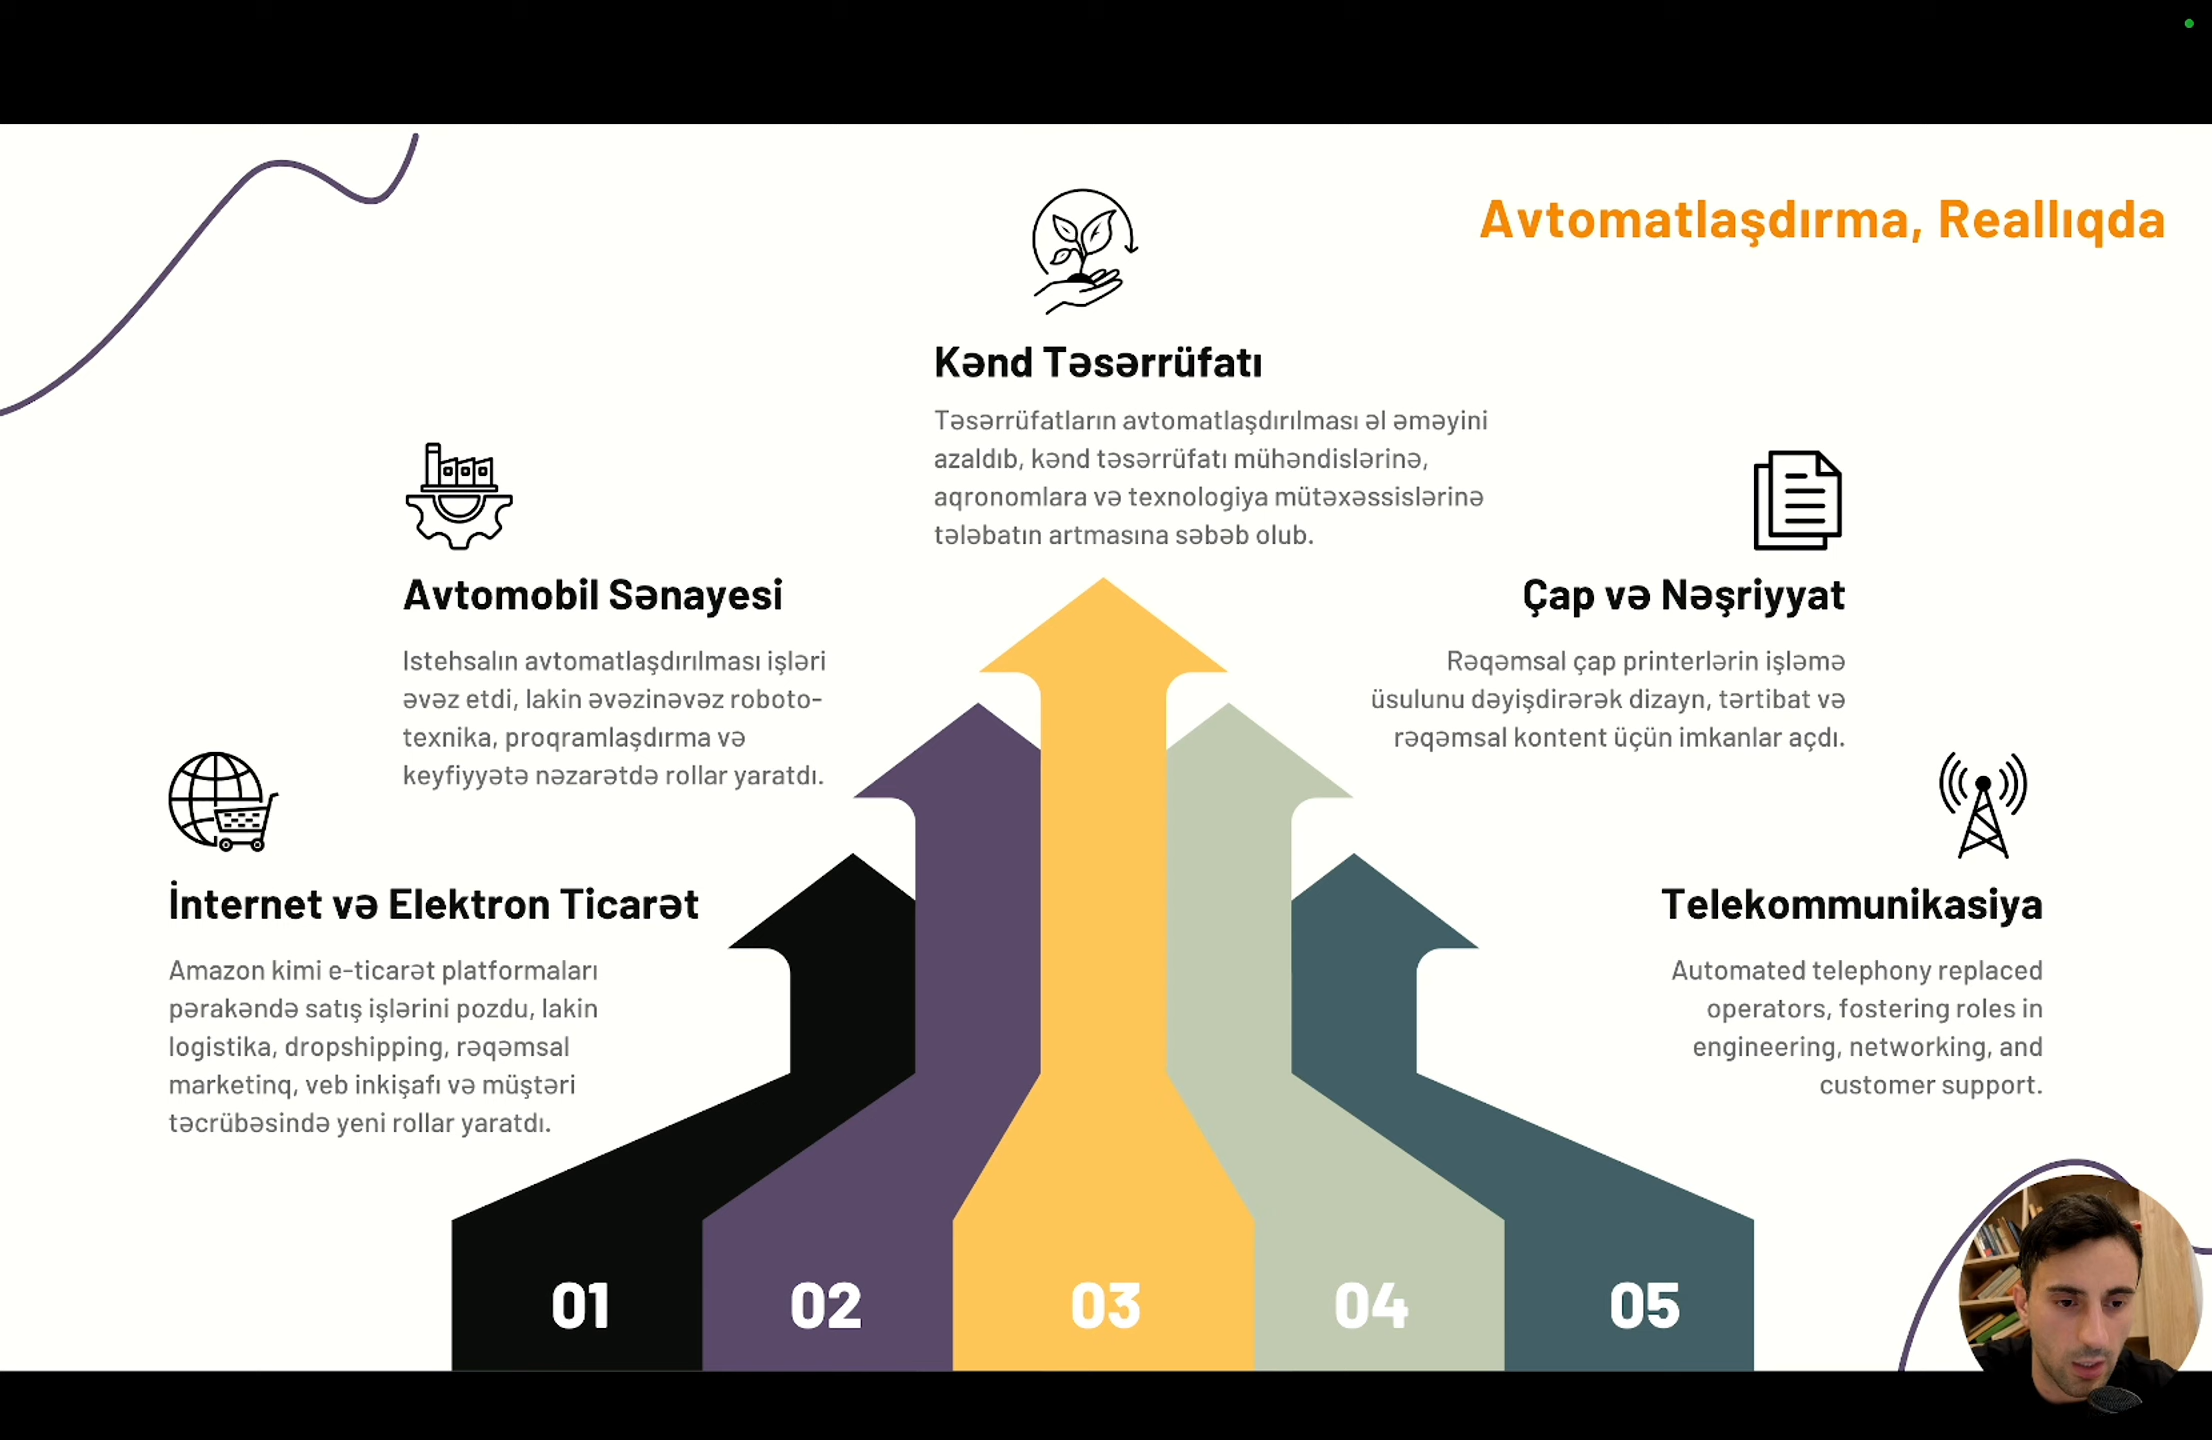 Avtomatlaşdırma, Reallıqda
Kənd Təsərrüfatı
Təsərrüfatların avtomatlaşdırılması əl əməyini
azaldıb, kənd təsərrüfatı mühəndislərinə,
aqronomlara və texnologiya mütəxəssislərinə
tələbatın artmasına səbəb olub.
Avtomobil Sənayesi
Istehsalın avtomatlaşdırılması işləri
əvəz etdi, lakin əvəzinəvəz roboto-
texnika, proqramlaşdırma və
keyfiyyətə nəzarətdə rollar yaratdı.
Çap və Nəşriyyat
Rəqəmsal çap printerlərin işləmə
üsulunu dəyişdirərək dizayn, tərtibat və
rəqəmsal kontent üçün imkanlar açdı.
İnternet və Elektron Ticarət
Amazon kimi e-ticarət platformaları
pərakəndə satış işlərini pozdu, lakin
logistika, dropshipping, rəqəmsal
marketinq, veb inkişafı və müştəri
təcrübəsində yeni rollar yaratdı.
Telekommunikasiya
Automated telephony replaced
operators, fostering roles in
engineering, networking, and
customer support.
01
02
03
04
05